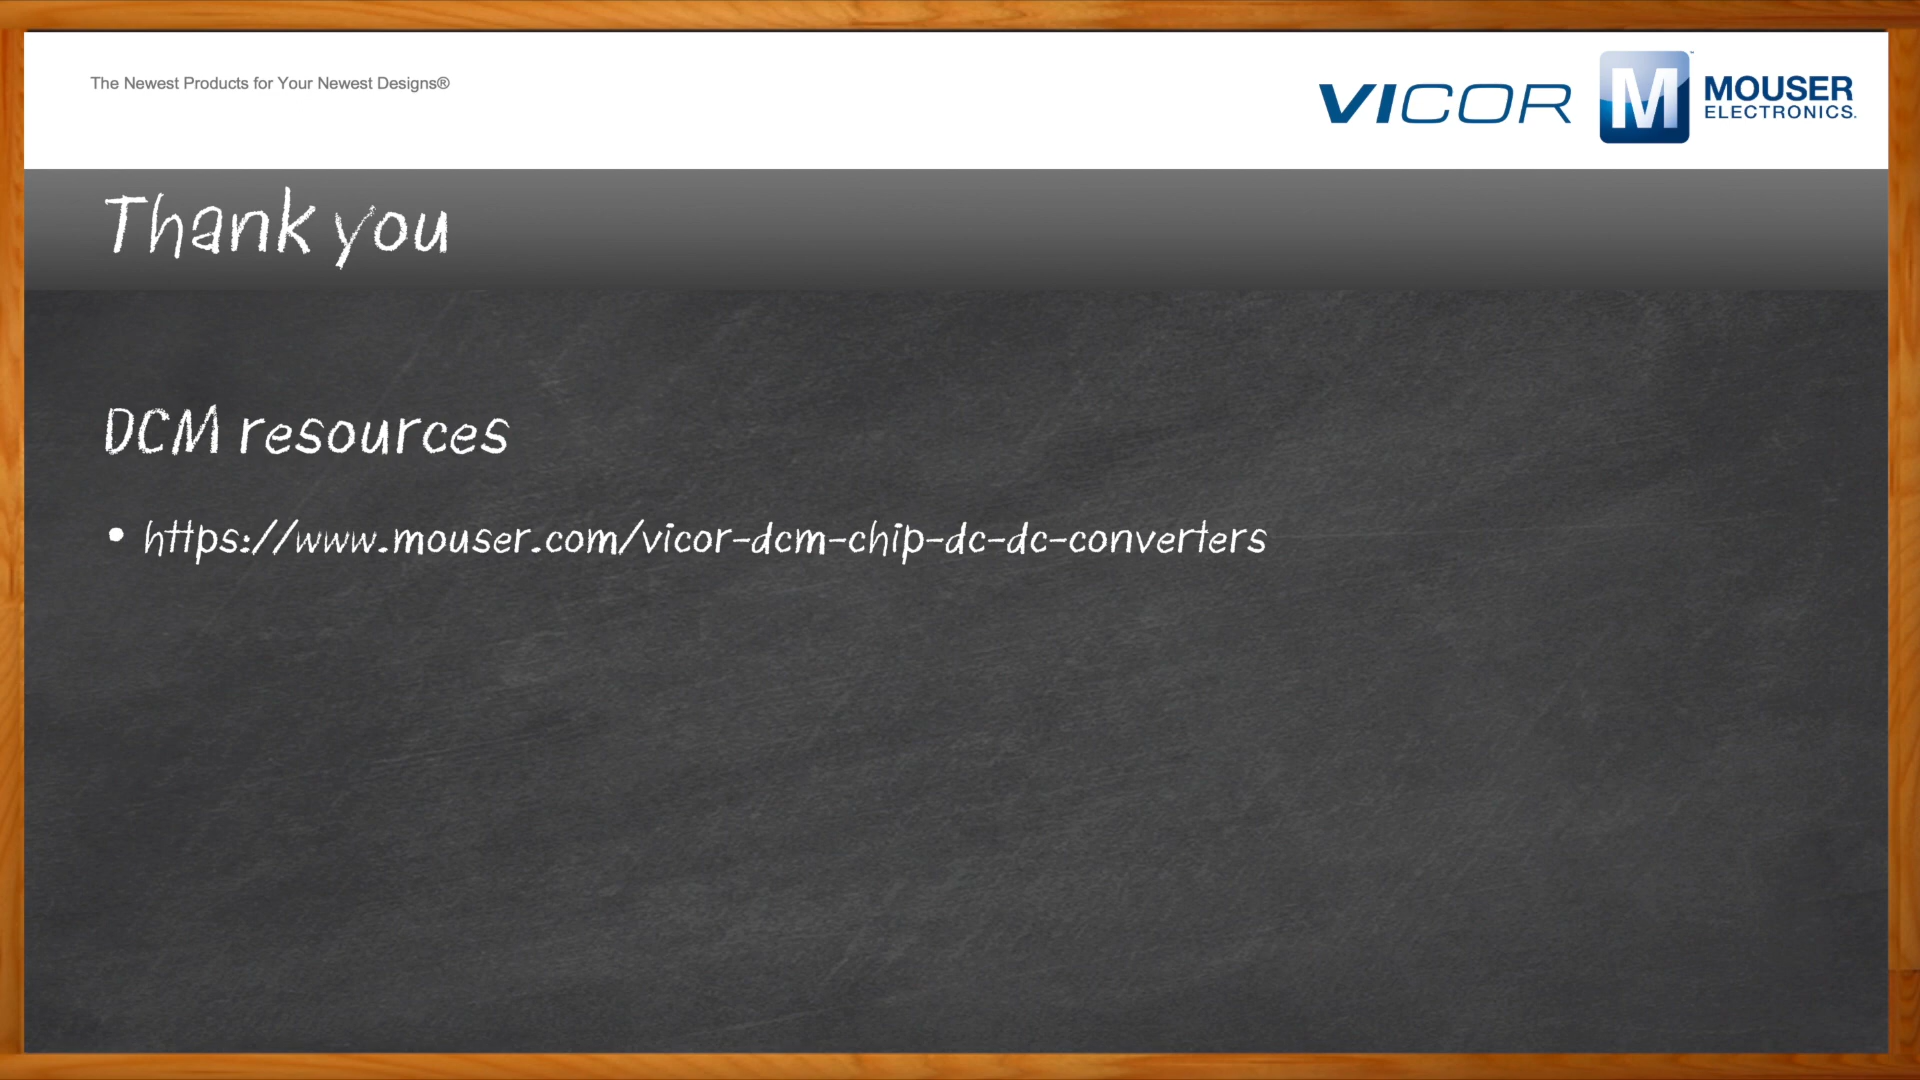 The Newest Products for Your Newest Designs®
VICOR
M
MOUSER
ELECTRONICS.
Thank you
DCM resources
• https://www.mouser.com/vicor-dcm-chip-dc-dc-converters